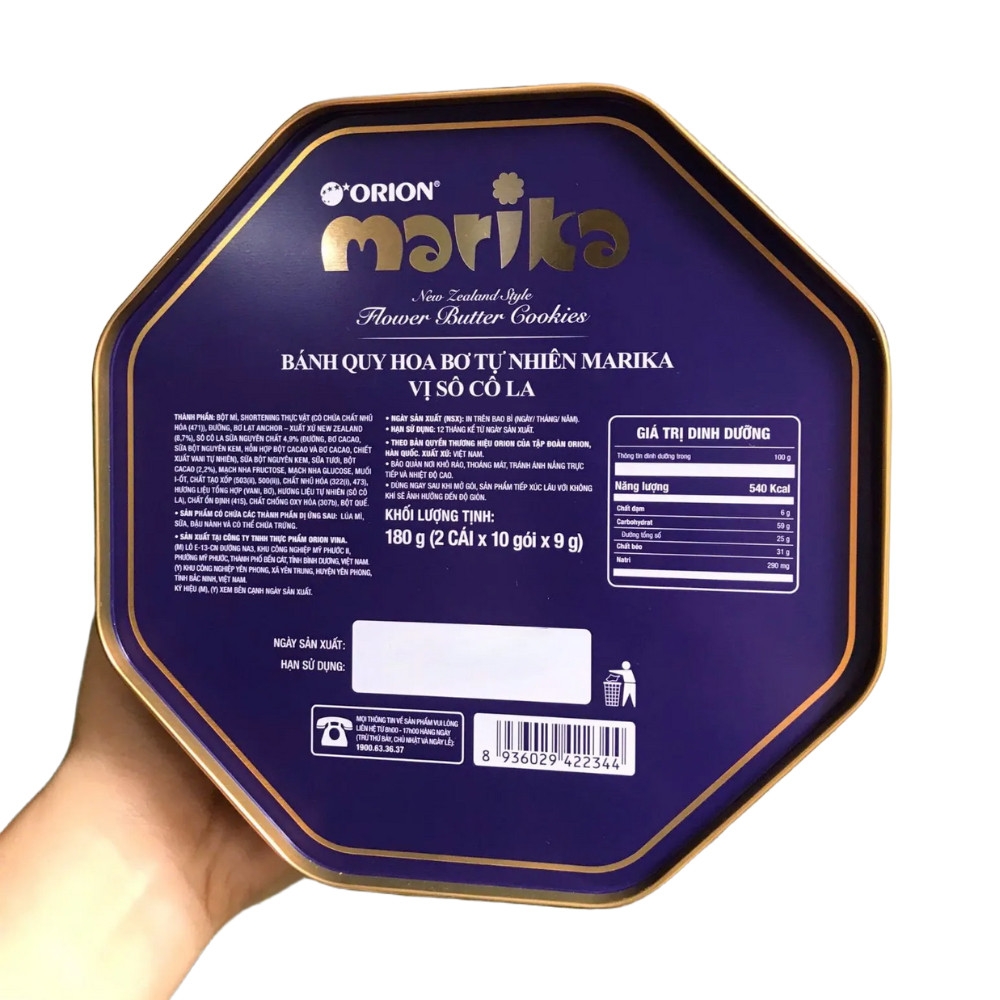 ORION®
marika
New Zealand Style
Flower Butter Cookies
BÁNH QUY HOA BƠ TỰ NHIÊN MARIKA
VỊ SÔ CÔ LA
THÀNH PHẦN: BỘT MÌ, SHORTENING THỰC VẬT (CÓ CHỨA CHẤT NHŨ
HÓA (471)), ĐƯỜNG, BƠ LẠT ANCHOR – XUẤT XỨ NEW ZEALAND
(8,7%), SÔ CÔ LA SỮA NGUYÊN CHẤT 4,9% (ĐƯỜNG, BƠ CACAO,
SỮA BỘT NGUYÊN KEM, HỖN HỢP BỘT CACAO VÀ BƠ CACAO, CHIẾT
XUẤT VANI TỰ NHIÊN), SỮA BỘT NGUYÊN KEM, SỮA TƯƠI, BỘT
CACAO (2,2%), MẠCH NHA FRUCTOSE, MẠCH NHA GLUCOSE, MUỐI
I-ỐT, CHẤT TẠO XỐP (503(ii), 500(ii)), CHẤT NHŨ HÓA (322(i), 473),
HƯƠNG LIỆU TỔNG HỢP (VANI, BƠ), HƯƠNG LIỆU TỰ NHIÊN (SÔ CÔ
LA), CHẤT ỔN ĐỊNH (415), CHẤT CHỐNG OXY HÓA (307b), BỘT QUẾ.
• SẢN PHẨM CÓ CHỨA CÁC THÀNH PHẦN DỊ ỨNG SAU: LÚA MÌ,
SỮA, ĐẬU NÀNH VÀ CÓ THỂ CHỨA TRỨNG.
• SẢN XUẤT TẠI CÔNG TY TNHH THỰC PHẨM ORION VINA.
(M) LÔ E-13-CN ĐƯỜNG NA3, KHU CÔNG NGHIỆP MỸ PHƯỚC II,
PHƯỜNG MỸ PHƯỚC, THÀNH PHỐ BẾN CÁT, TỈNH BÌNH DƯƠNG, VIỆT NAM.
(Y) KHU CÔNG NGHIỆP YÊN PHONG, XÃ YÊN TRUNG, HUYỆN YÊN PHONG,
TỈNH BẮC NINH, VIỆT NAM.
KÝ HIỆU (M), (Y) XEM BÊN CẠNH NGÀY SẢN XUẤT.
• NGÀY SẢN XUẤT (NSX): IN TRÊN BAO BÌ (NGÀY/ THÁNG/ NĂM).
• HẠN SỬ DỤNG: 12 THÁNG KỂ TỪ NGÀY SẢN XUẤT.
• THEO BẢN QUYỀN THƯƠNG HIỆU ORION CỦA TẬP ĐOÀN ORION,
HÀN QUỐC. XUẤT XỨ: VIỆT NAM.
• BẢO QUẢN NƠI KHÔ RÁO, THOÁNG MÁT, TRÁNH ÁNH NẮNG TRỰC
TIẾP VÀ NHIỆT ĐỘ CAO.
• DÙNG NGAY SAU KHI MỞ GÓI, SẢN PHẨM TIẾP XÚC LÂU VỚI KHÔNG
KHÍ SẼ ẢNH HƯỞNG ĐẾN ĐỘ GIÒN.
KHỐI LƯỢNG TỊNH:
180 g (2 CÁI x 10 gói x 9 g)
GIÁ TRỊ DINH DƯỠNG
Thông tin dinh dưỡng trong 100 g
Năng lượng 540 Kcal
Chất đạm 6 g
Carbohydrat 59 g
Đường tổng số 25 g
Chất béo 31 g
Natri 290 mg
NGÀY SẢN XUẤT:
HẠN SỬ DỤNG:
MỌI THÔNG TIN VỀ SẢN PHẨM VUI LÒNG
LIÊN HỆ TỪ 8h00 - 17h00 HÀNG NGÀY
(TRỪ THỨ BẢY, CHỦ NHẬT VÀ NGÀY LỄ):
1900.63.36.37
8 936029 422344